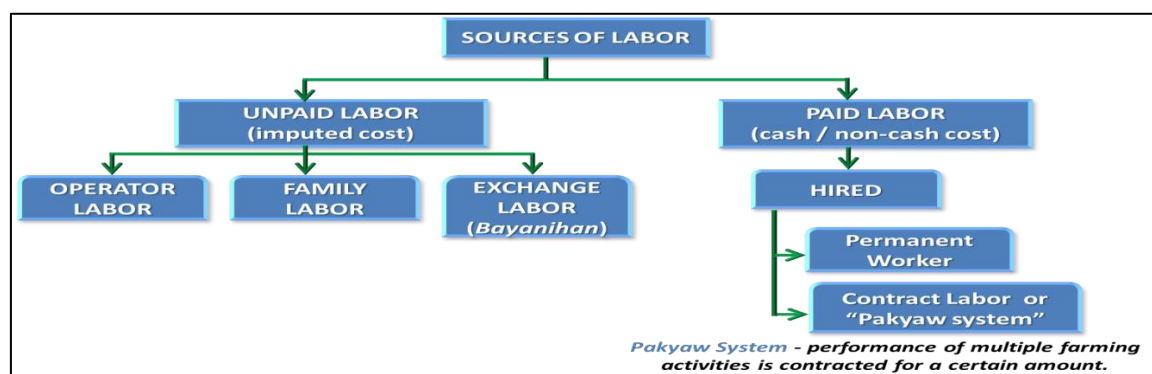 SOURCES OF LABOR
UNPAID LABOR
(imputed cost)
PAID LABOR
(cash / non-cash cost)
OPERATOR
LABOR
FAMILY
LABOR
EXCHANGE
LABOR
(Bayanihan)
HIRED
Permanent
Worker
Contract Labor or
“Pakyaw system”
Pakyaw System - performance of multiple farming
activities is contracted for a certain amount.